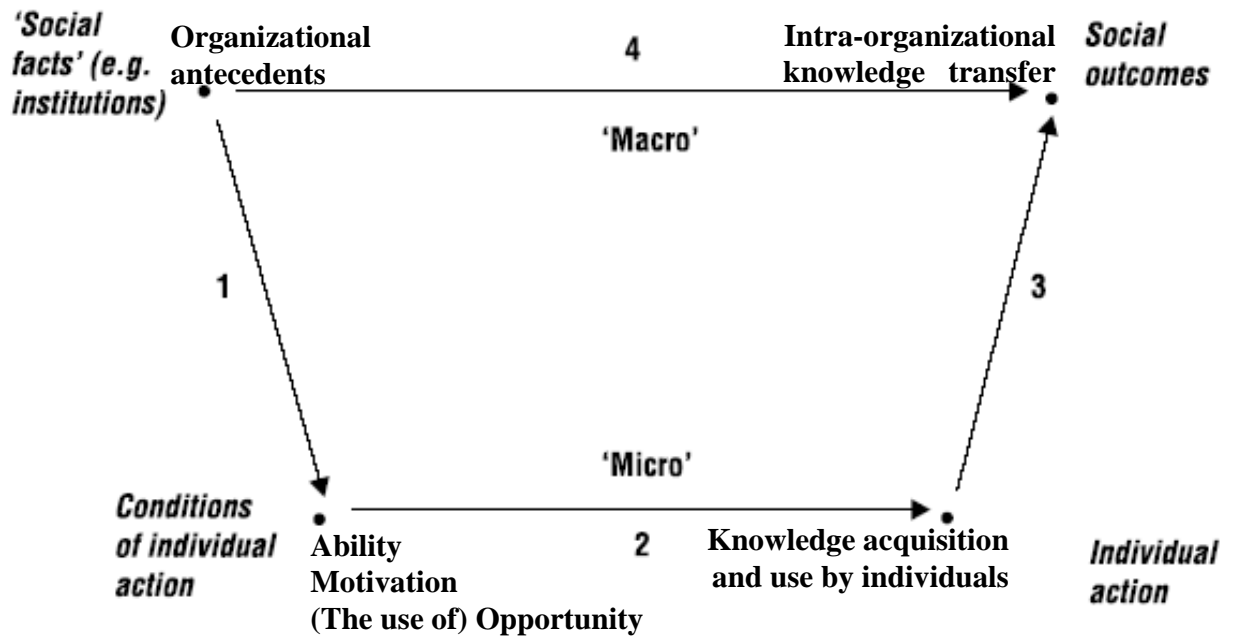 'Social
facts' (e.g.
institutions)
Organizational
antecedents
4
Intra-organizational
knowledge transfer
Social
outcomes
'Macro'
1
3
'Micro'
Conditions
of individual
action
Ability
Motivation
(The use of) Opportunity
2
Knowledge acquisition
and use by individuals
Individual
action